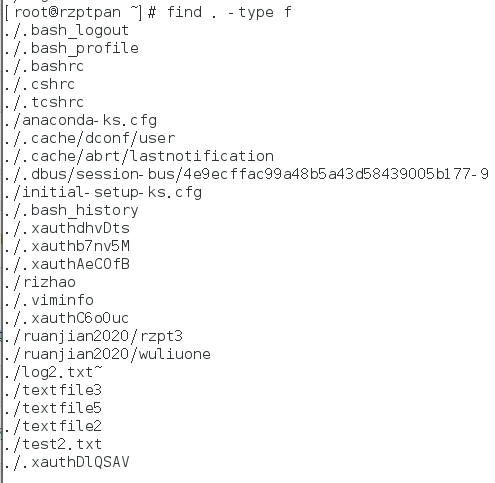 [root@rzptpan ~]# find . -type f
./.bash_logout
./.bash_profile
./.bashrc
./.cshrc
./.tcshrc
./anaconda-ks.cfg
./.cache/dconf/user
./.cache/abrt/lastnotification
./.dbus/session-bus/4e9ecffac99a48b5a43d58439005b177-9
./initial-setup-ks.cfg
./.bash_history
./.xauthdhvDts
./.xauthb7nv5M
./.xauthAeCOfB
./rizhao
./.viminfo
./.xauthC6oOuc
./ruanjian2020/rzpt3
./ruanjian2020/wuliuone
./log2.txt~
./textfile3
./textfile5
./textfile2
./test2.txt
./.xauthDlQSAV